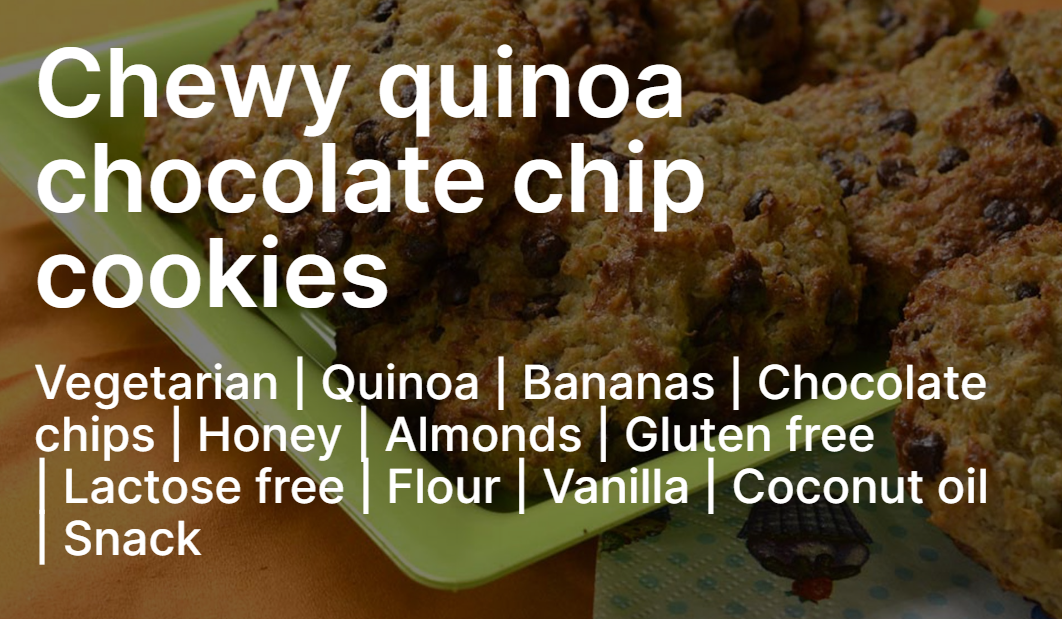 Chewy quinoa
chocolate chip
cookies
Vegetarian | Quinoa | Bananas | Chocolate
chips | Honey | Almonds | Gluten free
| Lactose free | Flour | Vanilla | Coconut oil
| Snack